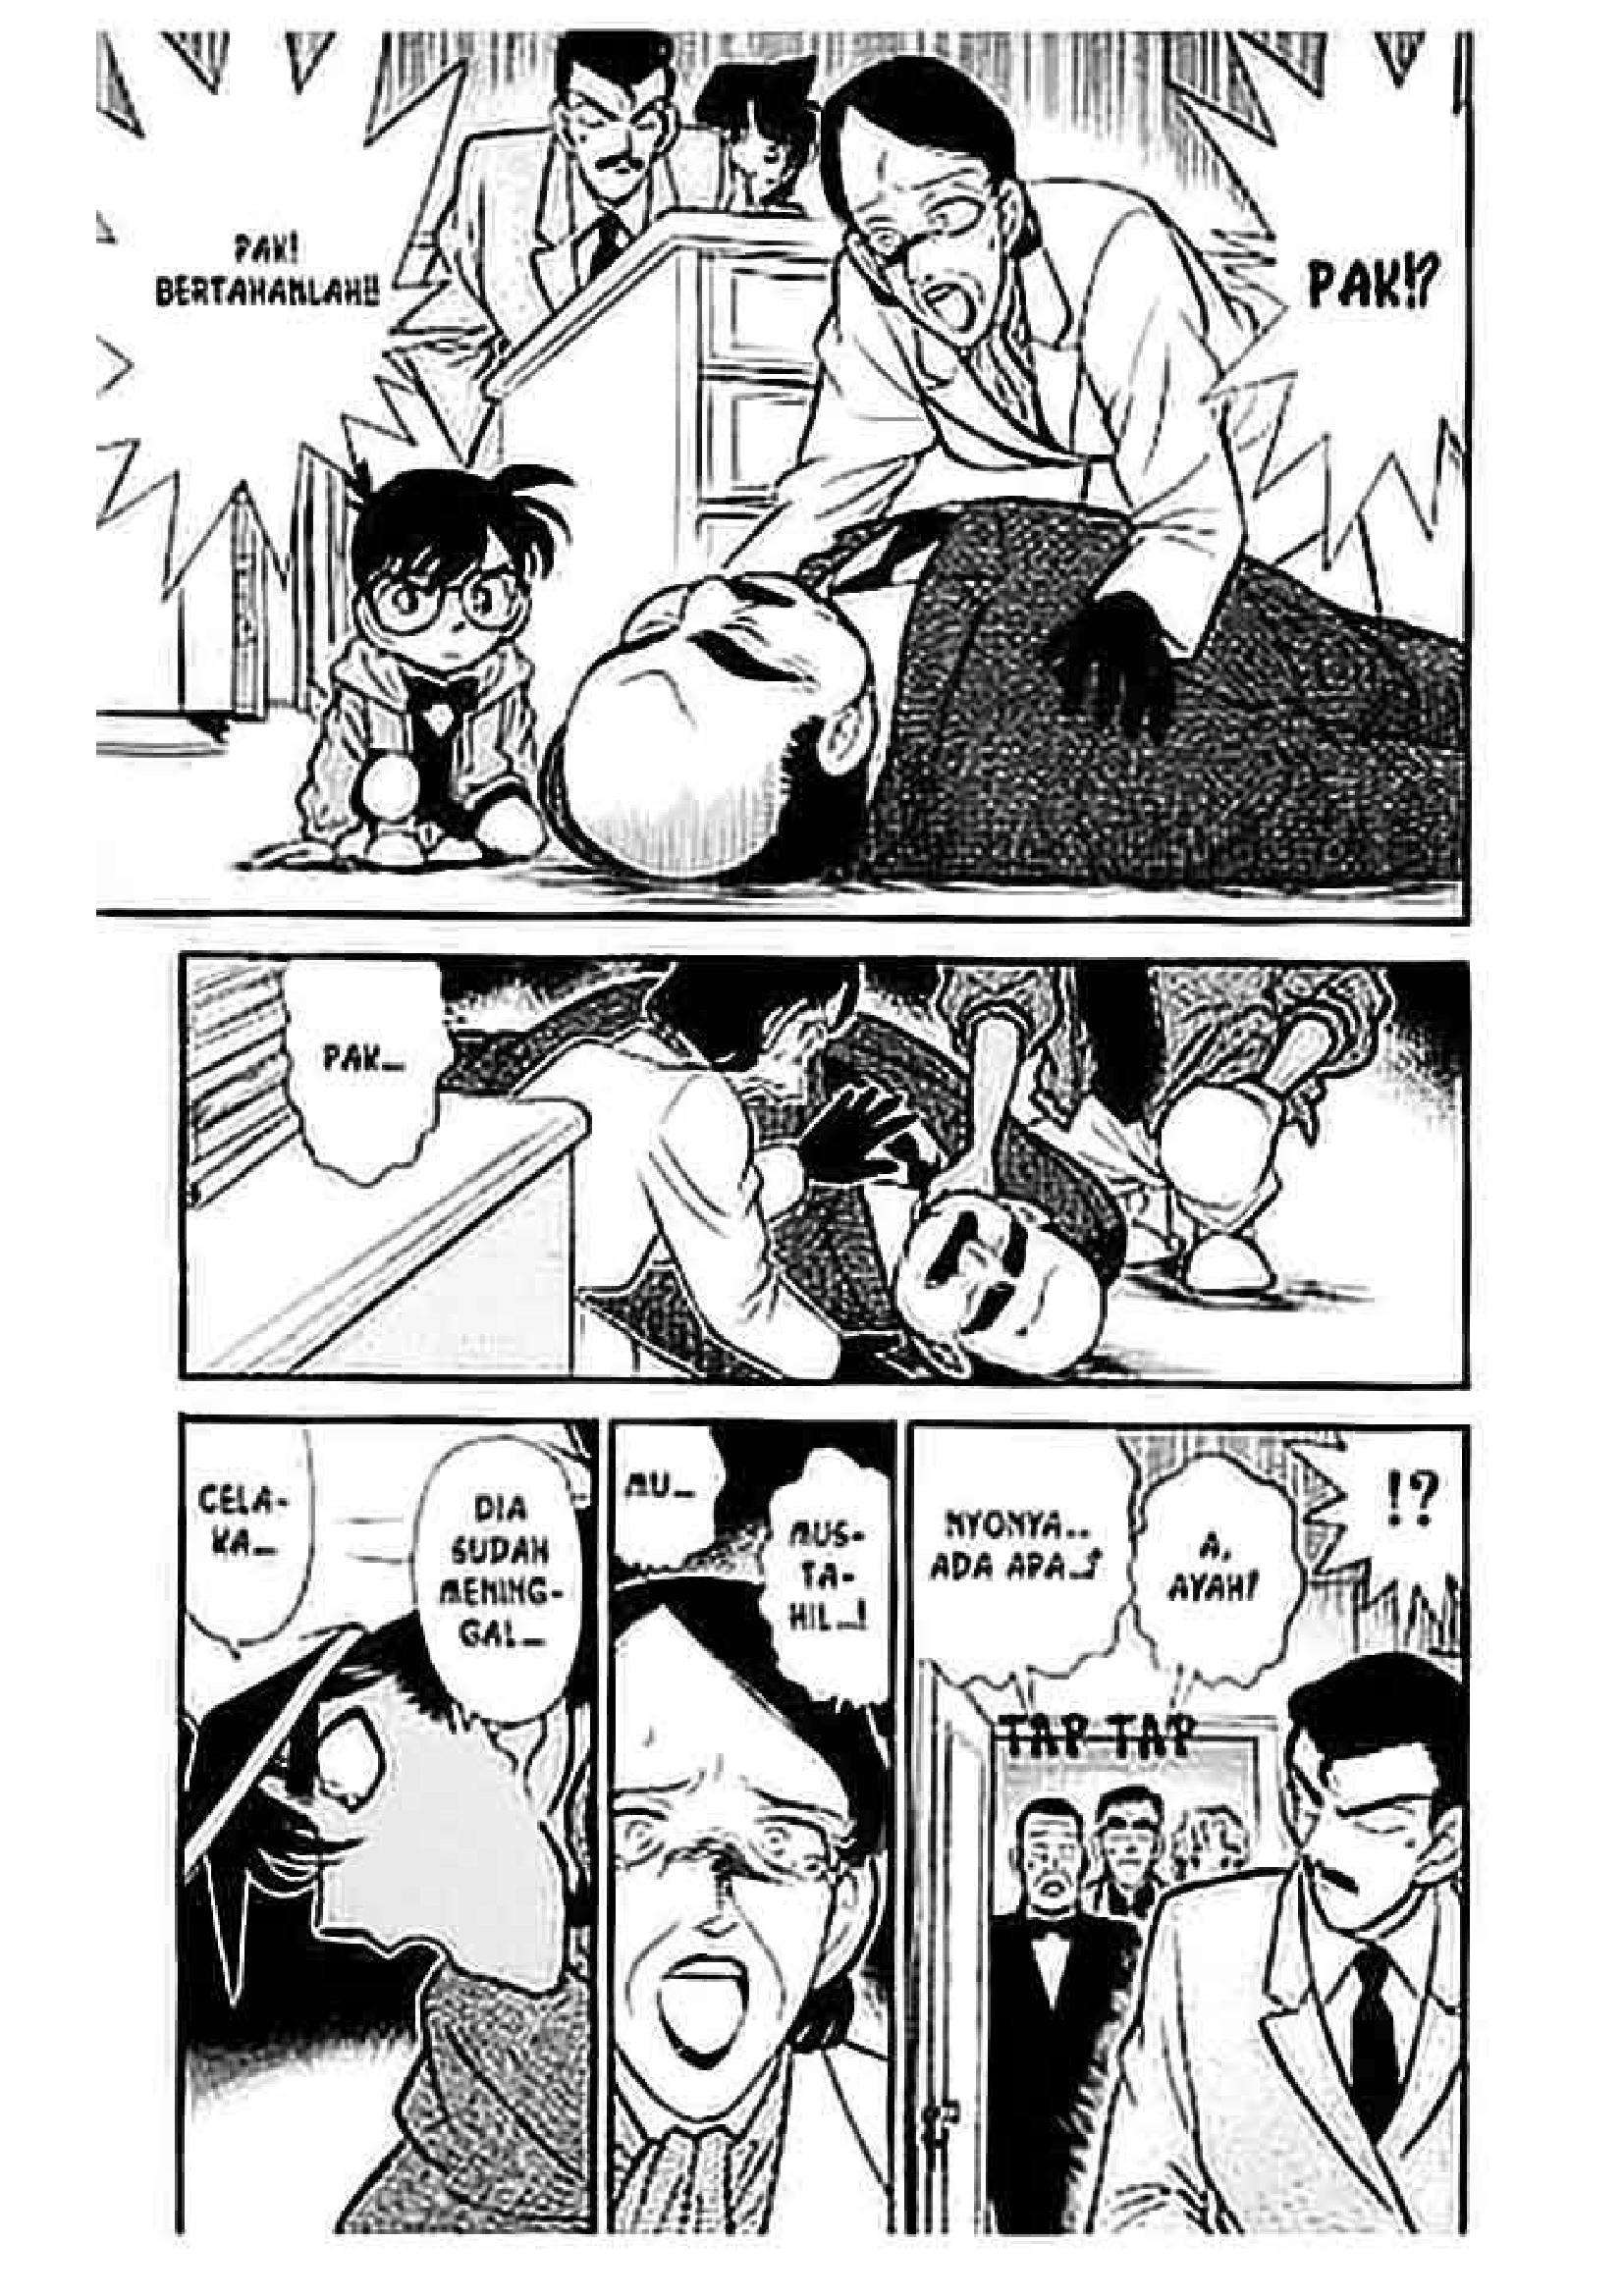 PAK!?
PAK!
BERTAHANLAH!!
PAK...
!?
A,
AYAH?
NYONYA...
ADA APA...?
TAP TAP
MUS-
TA-
HIL...!
MU...
DIA
SUDAH
MENING-
GAL...
CELA-
KA...